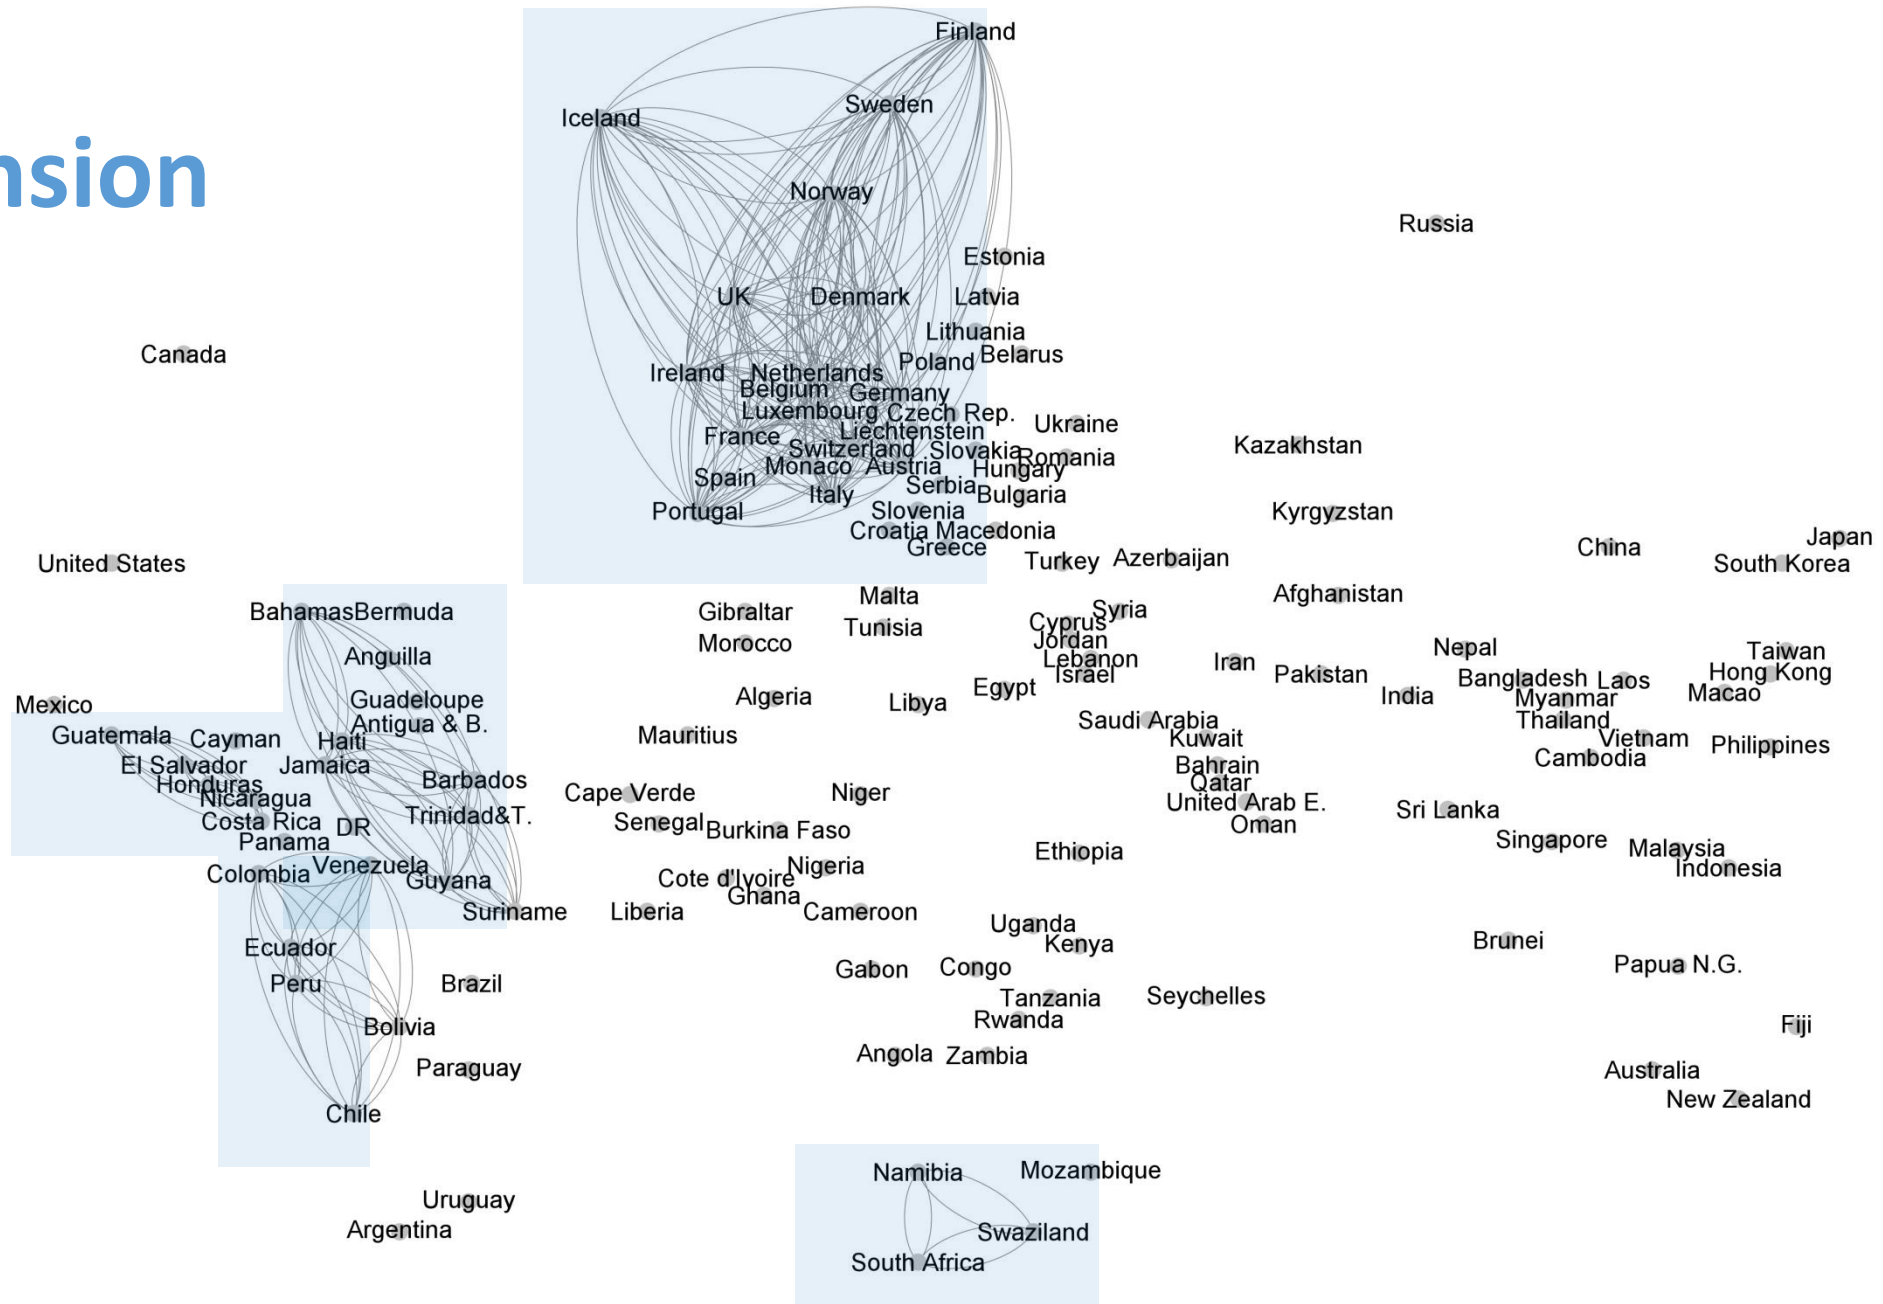 Finland
Sweden
Iceland
nsion
Norway
Russia
Estonia
UK
Denmark
Latvia
Lithuania
Canada
Poland
Belarus
Ireland
Netherlands
Belgium
Germany
Luxembourg
Czech Rep.
Ukraine
Liechtenstein
France
Kazakhstan
Switzerland
Slovakia
Romania
Monaco
Austria
Hungary
Spain
Serbia
Italy
Bulgaria
Portugal
Slovenia
Kyrgyzstan
Croatia
Macedonia
Japan
Greece
China
Azerbaijan
Turkey
United States
South Korea
Malta
Afghanistan
Bahamas
Bermuda
Gibraltar
Syria
Cyprus
Tunisia
Jordan
Morocco
Nepal
Taiwan
Anguilla
Lebanon
Iran
Israel
Pakistan
Hong Kong
Bangladesh
Laos
Egypt
Macao
India
Algeria
Myanmar
Guadeloupe
Libya
Mexico
Saudi Arabia
Thailand
Antigua & B.
Guatemala
Cayman
Haiti
Mauritius
Kuwait
Vietnam
Philippines
Cambodia
El Salvador
Jamaica
Bahrain
Barbados
Qatar
Honduras
Cape Verde
Niger
Nicaragua
United Arab E.
Sri Lanka
Trinidad&T.
Costa Rica
DR
Senegal
Burkina Faso
Oman
Panama
Singapore
Malaysia
Ethiopia
Venezuela
Nigeria
Indonesia
Colombia
Guyana
Cote d'Ivoire
Ghana
Suriname
Liberia
Cameroon
Uganda
Brunei
Kenya
Ecuador
Papua N.G.
Gabon
Congo
Peru
Brazil
Tanzania
Seychelles
Rwanda
Fiji
Bolivia
Angola
Zambia
Paraguay
Australia
New Zealand
Chile
Namibia
Mozambique
Uruguay
Argentina
Swaziland
South Africa